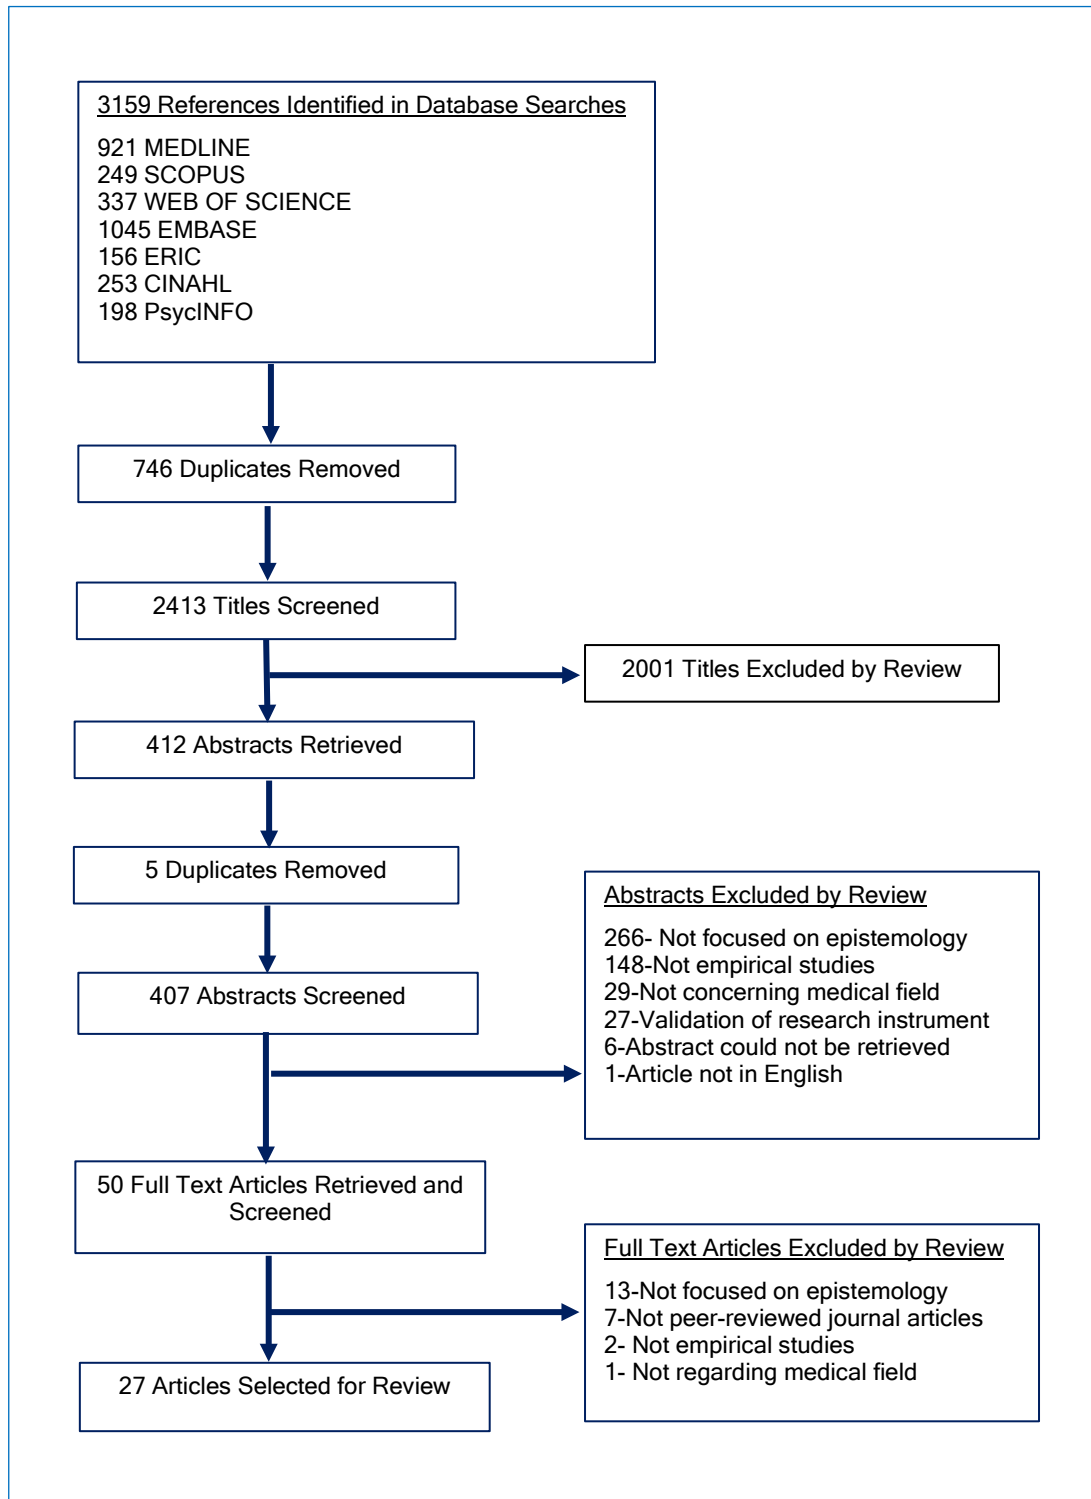 3159 References Identified in Database Searches
921 MEDLINE
249 SCOPUS
337 WEB OF SCIENCE
1045 EMBASE
156 ERIC
253 CINAHL
198 PsycINFO
746 Duplicates Removed
2413 Titles Screened
2001 Titles Excluded by Review
412 Abstracts Retrieved
5 Duplicates Removed
407 Abstracts Screened
Abstracts Excluded by Review
266- Not focused on epistemology
148-Not empirical studies
29-Not concerning medical field
27-Validation of research instrument
6-Abstract could not be retrieved
1-Article not in English
50 Full Text Articles Retrieved and
Screened
Full Text Articles Excluded by Review
13-Not focused on epistemology
7-Not peer-reviewed journal articles
2- Not empirical studies
1- Not regarding medical field
27 Articles Selected for Review